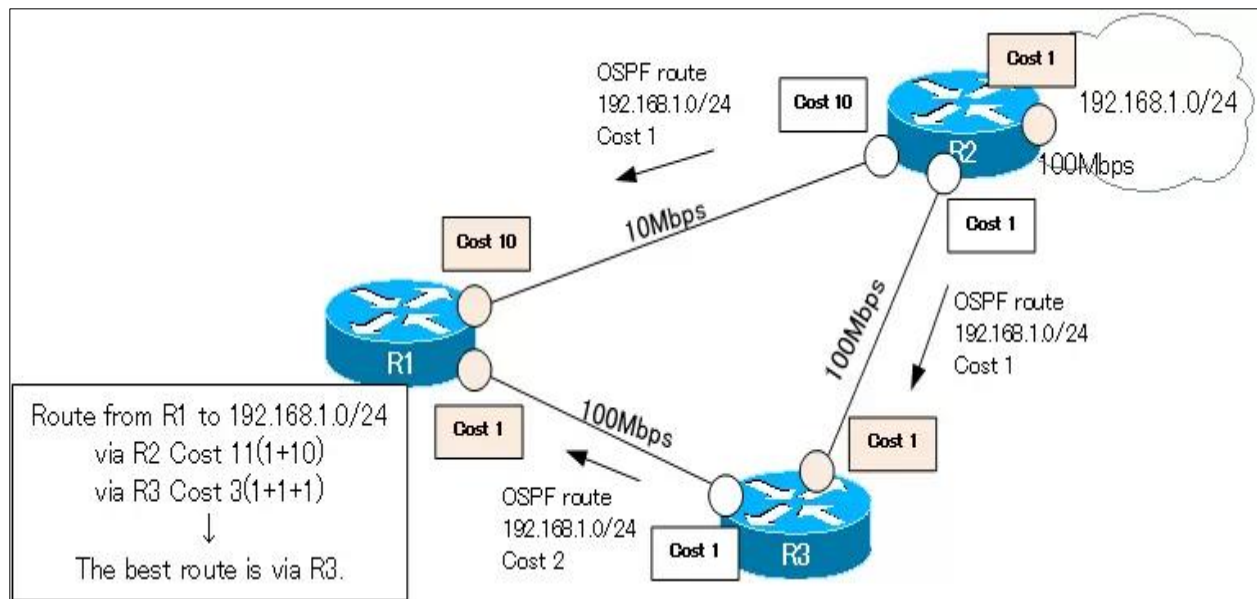 Cost 1
OSPF route
192.168.1.0/24
Cost 1
Cost 10
192.168.1.0/24
R2
100Mbps
10Mbps
Cost 1
Cost 10
100Mbps
OSPF route
192.168.1.0/24
Cost 1
R1
Route from R1 to 192.168.1.0/24
via R2 Cost 11(1+10)
via R3 Cost 3(1+1+1)
↓
The best route is via R3.
Cost 1
100Mbps
Cost 1
OSPF route
192.168.1.0/24
Cost 2
Cost 1
R3